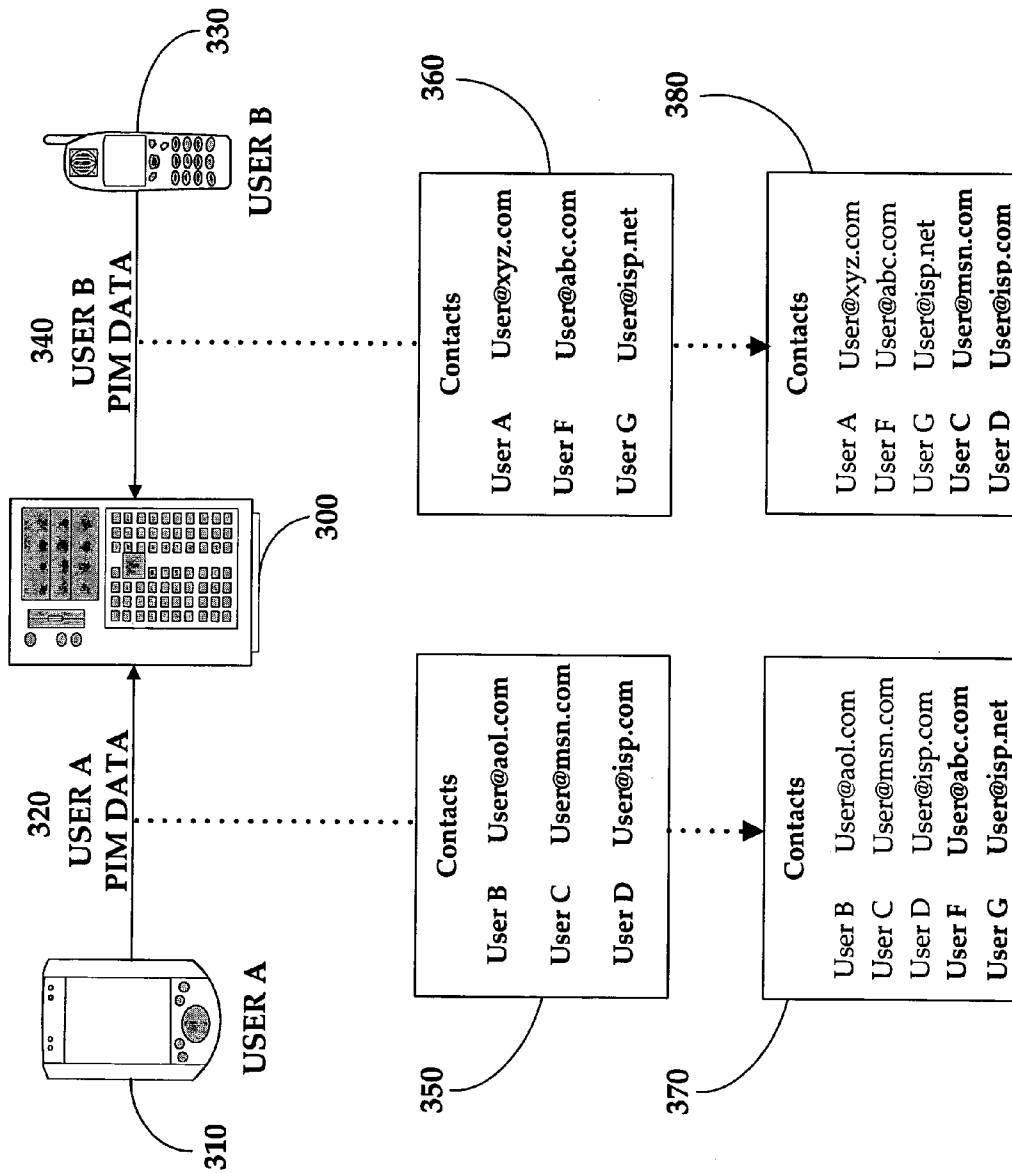 310
USER A
320
USER A
PIM DATA
300
340
USER B
PIM DATA
330
USER B
350
Contacts
User B User@aol.com
User C User@msn.com
User D User@isp.com
360
Contacts
User A User@xyz.com
User F User@abc.com
User G User@isp.net
370
Contacts
User B User@aol.com
User C User@msn.com
User D User@isp.com
User F User@abc.com
User G User@isp.net
380
Contacts
User A User@xyz.com
User F User@abc.com
User G User@isp.net
User C User@msn.com
User D User@isp.com